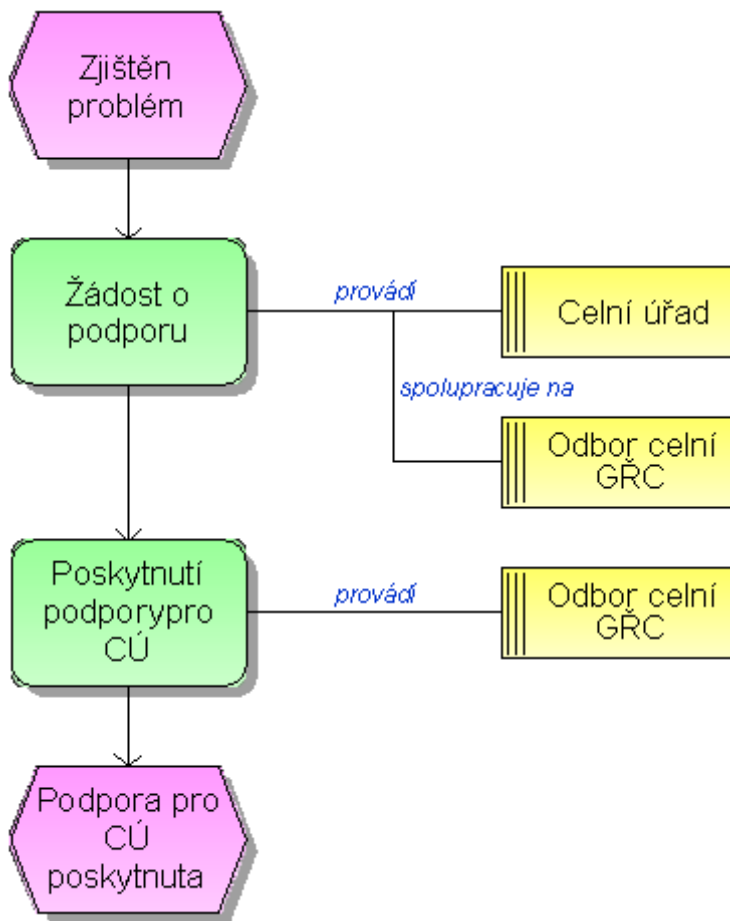 Zjištěn
problém
Žádost o
podporu
provádí
Celní úřad
spolupracuje na
Odbor celní
GŘC
Poskytnutí
podporypro
CÚ
provádí
Odbor celní
GŘC
Podpora pro
CÚ
poskytnuta